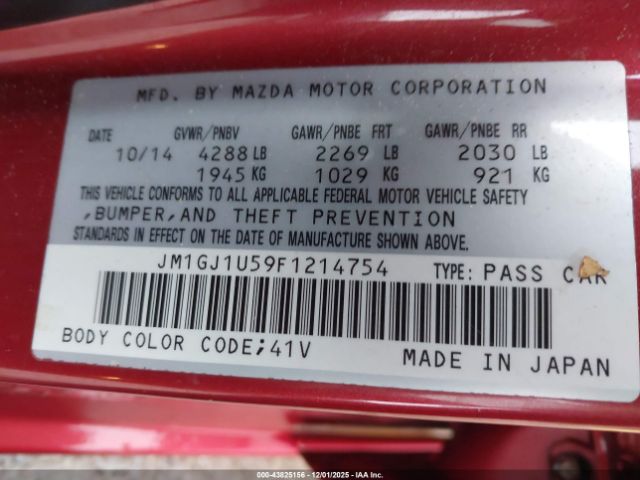 MFD. BY MAZDA MOTOR CORPORATION
DATE GVWR/PNBV GAWR/PNBE FRT GAWR/PNBE RR
10/14 4288 LB 2269 LB 2030 LB
1945 KG 1029 KG 921 KG
THIS VEHICLE CONFORMS TO ALL APPLICABLE FEDERAL MOTOR VEHICLE SAFETY
,BUMPER,AND THEFT PREVENTION
STANDARDS IN EFFECT ON THE DATE OF MANUFACTURE SHOWN ABOVE.
JM1GJ1U59F1214754 TYPE: PASS CAR
BODY COLOR CODE;41V MADE IN JAPAN
00-43825156 - 12/01/2025 - IAA Inc.